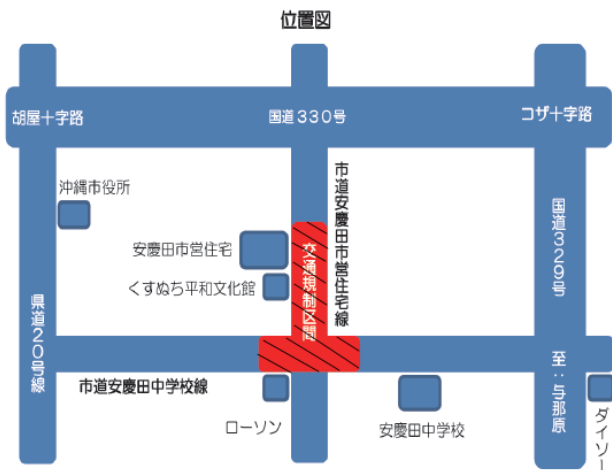 位置図
胡屋十字路
国道330号
コザ十字路
沖縄市役所
市道安慶田市営住宅線
国道329号
安慶田市営住宅
くすぬち平和文化館
交通規制区間
県道20号線
市道安慶田中学校線
至：与那原
ローソン
安慶田中学校
ダイソー